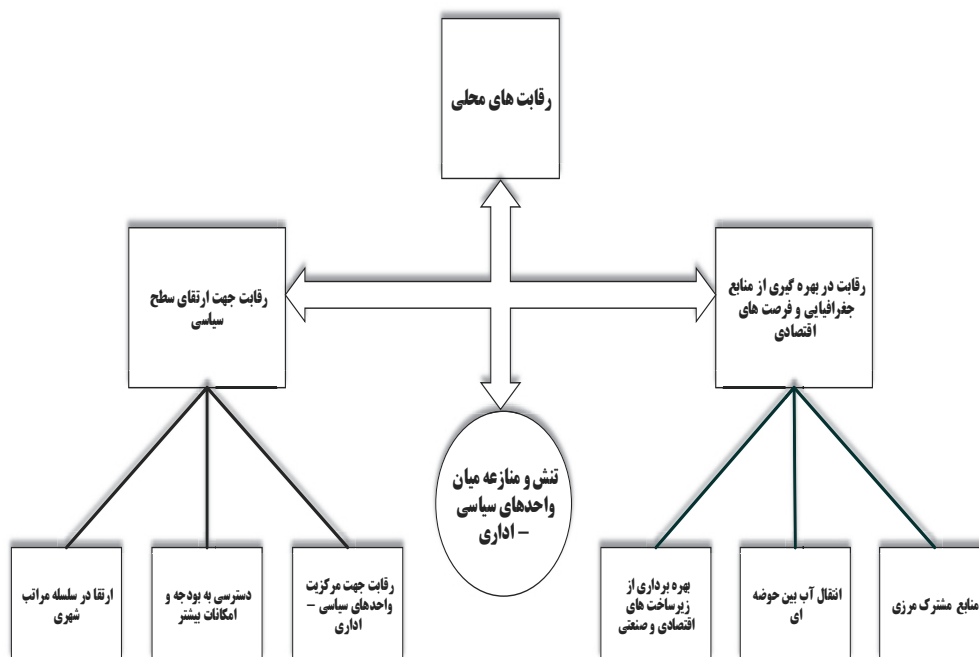 رقابت های محلی
رقابت در بهره گیری از منابع
جغرافیایی و فرصت های
اقتصادی
رقابت جهت ارتقای سطح
سیاسی
تنش و منازعه میان
واحدهای سیاسی
– اداری
منابع مشترک مرزی
انتقال آب بین حوضه
ای
بهره برداری از
زیرساخت های
اقتصادی و صنعتی
رقابت جهت مرکزیت
واحدهای سیاسی –
اداری
دسترسی به بودجه و
امکانات بیشتر
ارتقا در سلسله مراتب
شهری